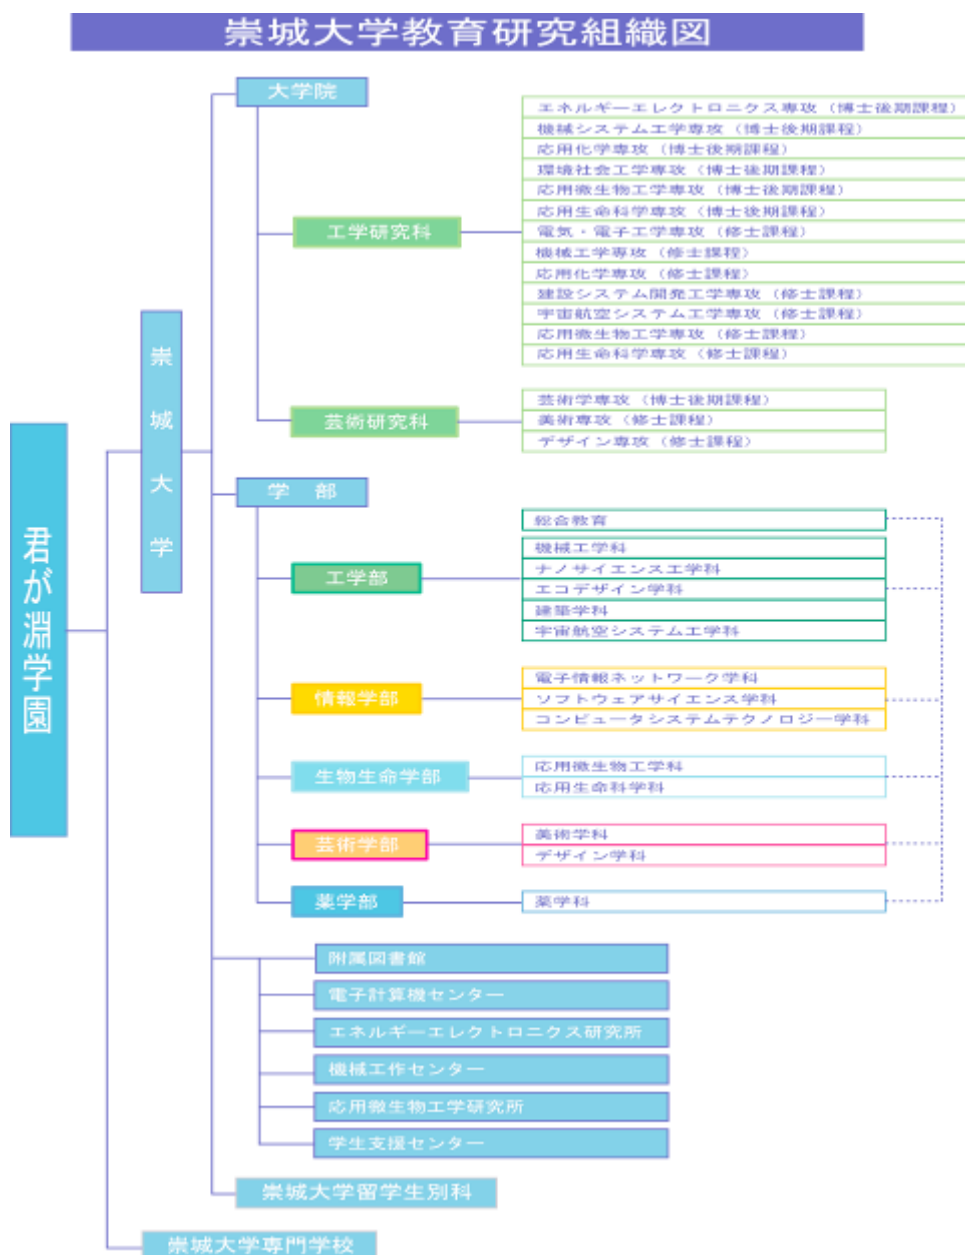 崇城大学教育研究組織図
大学院
エネルギーエレクトロニクス専攻（博士後期課程）
機械システム工学専攻（博士後期課程）
応用化学専攻（博士後期課程）
環境社会工学専攻（博士後期課程）
応用微生物工学専攻（博士後期課程）
応用生命科学専攻（博士後期課程）
工学研究科
電気・電子工学専攻（修士課程）
機械工学専攻（修士課程）
応用化学専攻（修士課程）
建設システム開発工学専攻（修士課程）
宇宙航空システム工学専攻（修士課程）
応用微生物工学専攻（修士課程）
応用生命科学専攻（修士課程）
崇城大学
芸術研究科
芸術学専攻（博士後期課程）
美術専攻（修士課程）
デザイン専攻（修士課程）
君が淵学園
学部
総合教育
工学部
機械工学科
ナノサイエンス工学科
エコデザイン学科
建築学科
宇宙航空システム工学科
情報学部
電子情報ネットワーク学科
ソフトウェアサイエンス学科
コンピュータシステムテクノロジー学科
生物生命学部
応用微生物工学科
応用生命科学科
芸術学部
美術学科
デザイン学科
薬学部
薬学科
附属図書館
電子計算機センター
エネルギーエレクトロニクス研究所
機械工作センター
応用微生物工学研究所
学生支援センター
崇城大学留学生別科
崇城大学専門学校